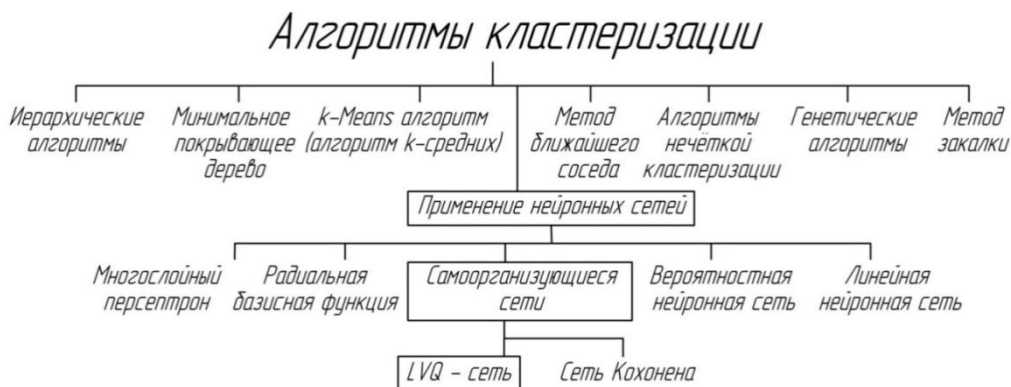 Алгоритмы кластеризации
Иерархические
алгоритмы
Минимальное
покрывающее
дерево
k-Means алгоритм
(алгоритм k-средних)
Метод
ближайшего
соседа
Алгоритмы
нечёткой
кластеризации
Генетические
алгоритмы
Метод
закалки
Применение нейронных сетей
Многослойный
персептрон
Радиальная
базисная функция
Самоорганизующиеся
сети
Вероятностная
нейронная сеть
Линейная
нейронная сеть
LVQ - сеть
Сеть Кохонена